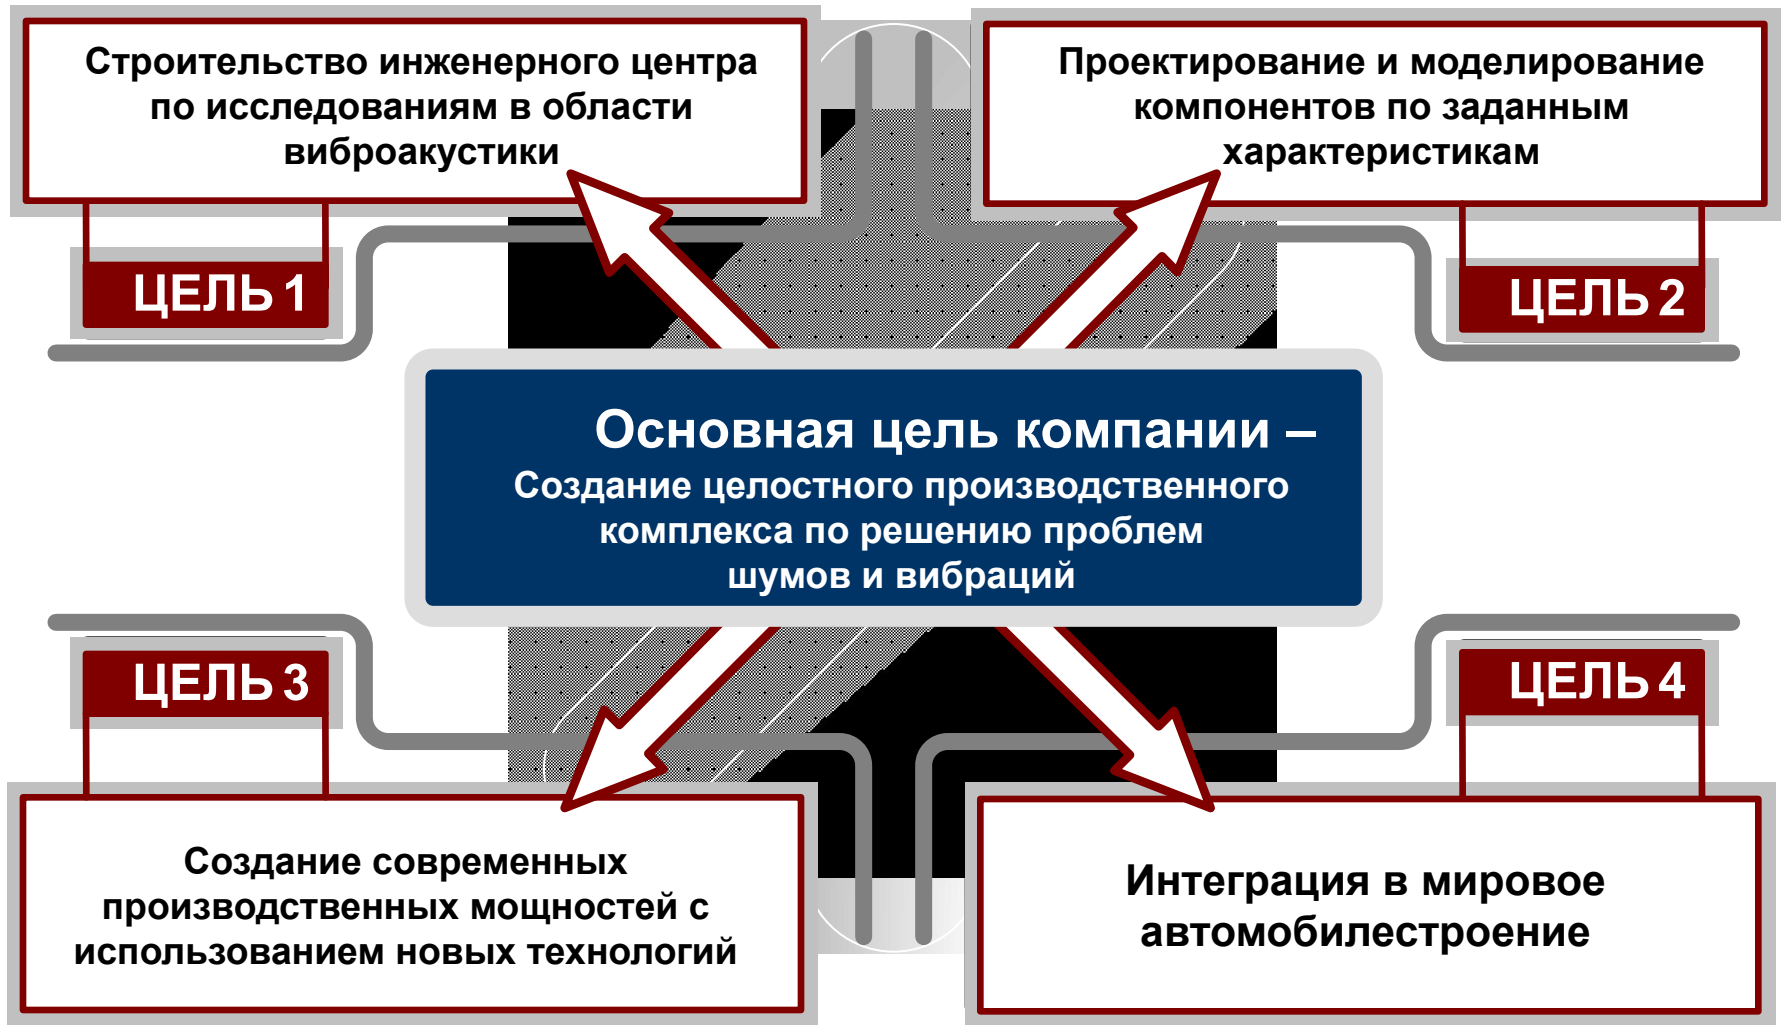 Строительство инженерного центра
по исследованиям в области
виброакустики
ЦЕЛЬ 1
Проектирование и моделирование
компонентов по заданным
характеристикам
ЦЕЛЬ 2
Основная цель компании –
Создание целостного производственного
комплекса по решению проблем
шумов и вибраций
ЦЕЛЬ 3
Создание современных
производственных мощностей с
использованием новых технологий
ЦЕЛЬ 4
Интеграция в мировое
автомобилестроение